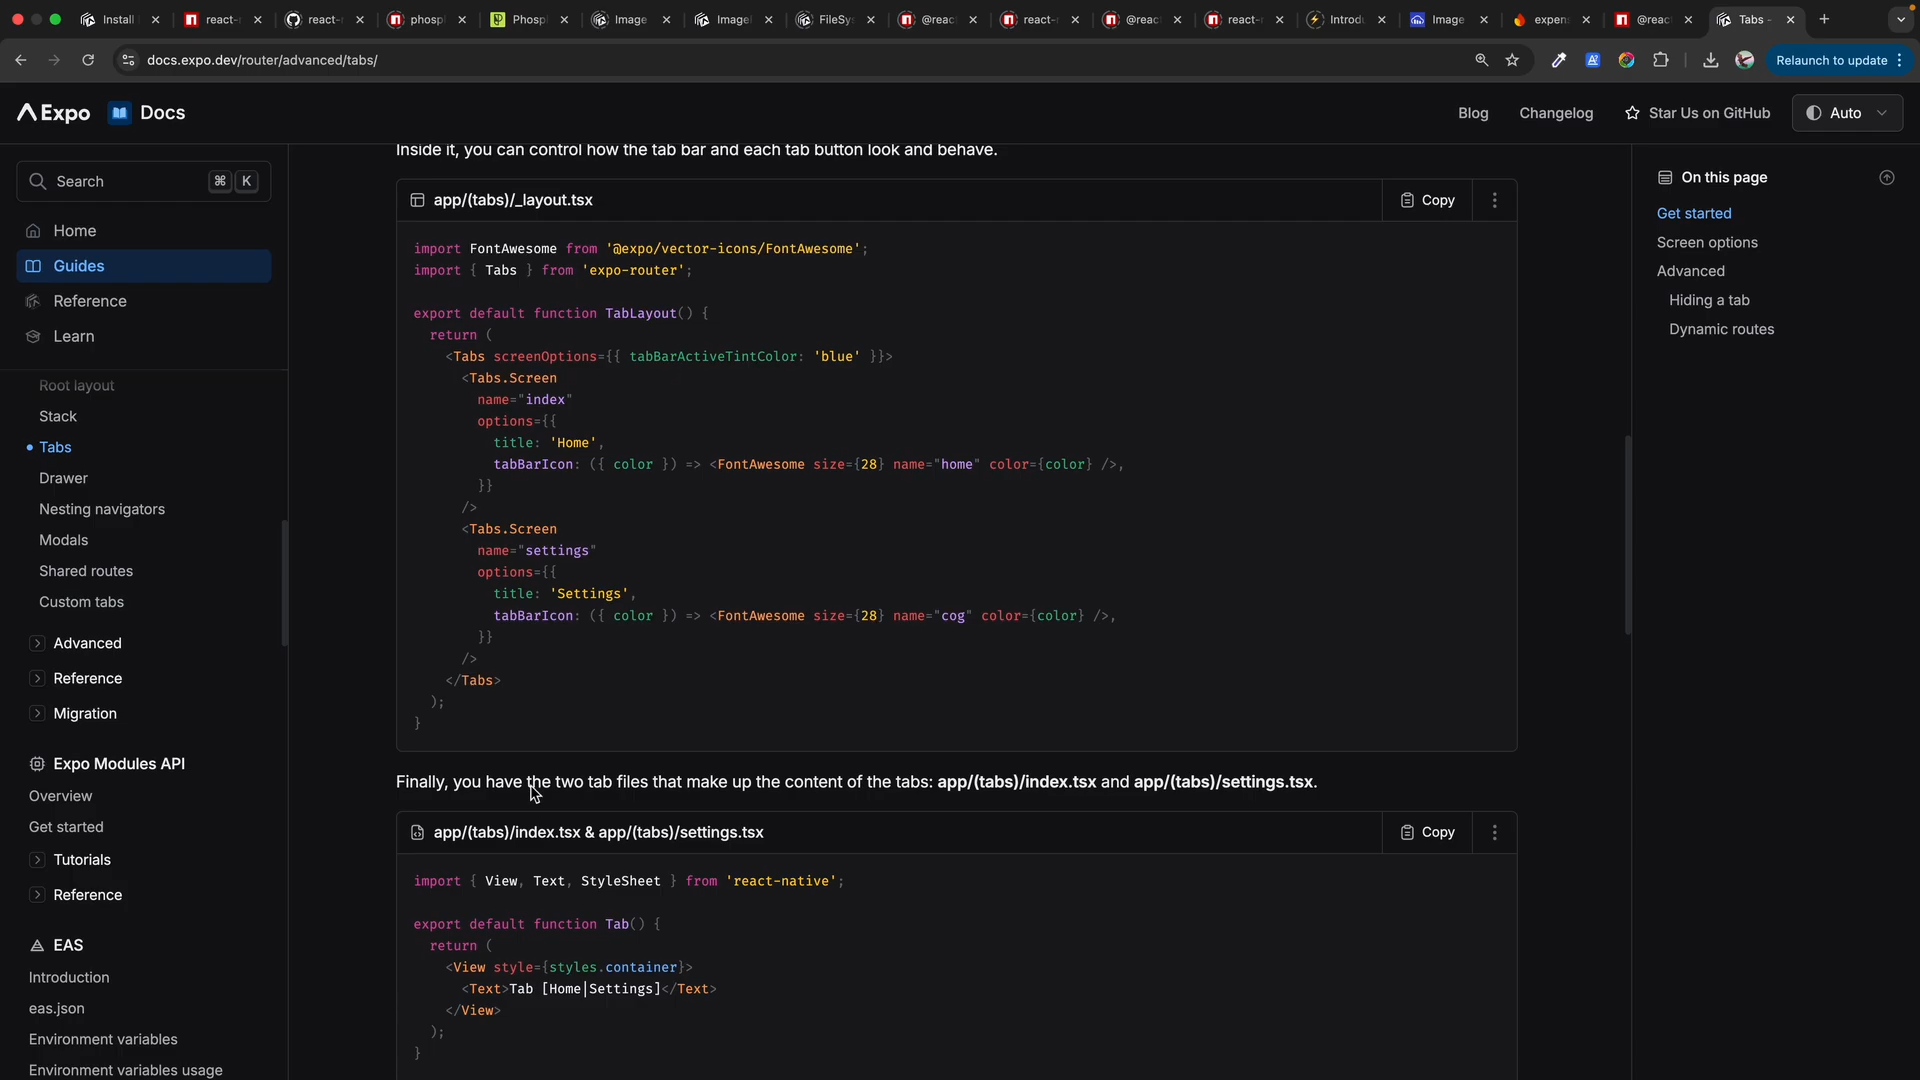 Install
react-r
react-r
phosp
Phosp
Image
Image
FileSy
@reac
react-
@reac
react-
Introdu
Image
expens
@reac
Tabs -
docs.expo.dev/router/advanced/tabs/
Relaunch to update
Expo Docs
Blog
Changelog
Star Us on GitHub
Auto
Search
⌘ K
Home
Guides
Reference
Learn
Root layout
Stack
Tabs
Drawer
Nesting navigators
Modals
Shared routes
Custom tabs
Advanced
Reference
Migration
Expo Modules API
Overview
Get started
Tutorials
Reference
EAS
Introduction
eas.json
Environment variables
Environment variables usage
Inside it, you can control how the tab bar and each tab button look and behave.
app/(tabs)/_layout.tsx
Copy
import FontAwesome from '@expo/vector-icons/FontAwesome';
import { Tabs } from 'expo-router';
export default function TabLayout() {
return (
<Tabs screenOptions={{ tabBarActiveTintColor: 'blue' }}>
<Tabs.Screen
name="index"
options={{
title: 'Home',
tabBarIcon: ({ color }) => <FontAwesome size={28} name="home" color={color} />,
}}
/>
<Tabs.Screen
name="settings"
options={{
title: 'Settings',
tabBarIcon: ({ color }) => <FontAwesome size={28} name="cog" color={color} />,
}}
/>
</Tabs>
);
}
Finally, you have the two tab files that make up the content of the tabs: app/(tabs)/index.tsx and app/(tabs)/settings.tsx.
app/(tabs)/index.tsx & app/(tabs)/settings.tsx
Copy
import { View, Text, StyleSheet } from 'react-native';
export default function Tab() {
return (
<View style={styles.container}>
<Text>Tab [Home|Settings]</Text>
</View>
);
}
On this page
Get started
Screen options
Advanced
Hiding a tab
Dynamic routes